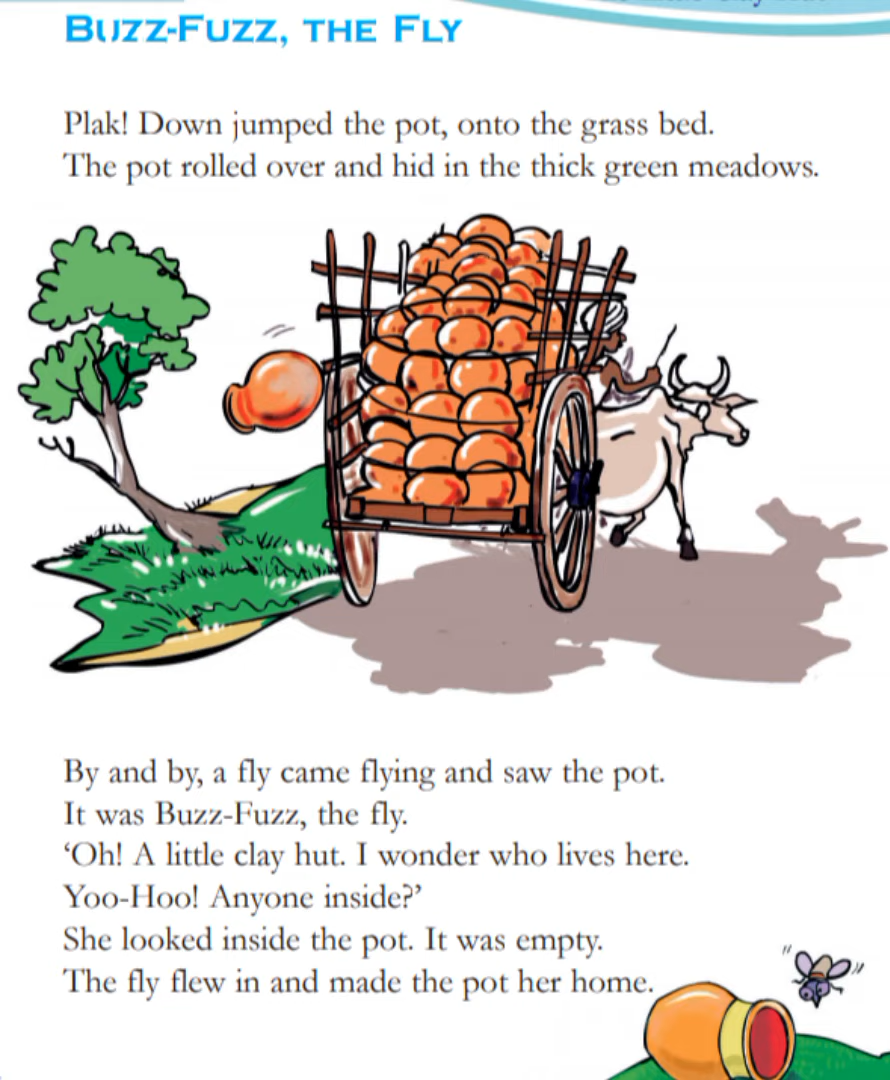 BUZZ-FUZZ, THE FLY
Plak! Down jumped the pot, onto the grass bed.
The pot rolled over and hid in the thick green meadows.
By and by, a fly came flying and saw the pot.
It was Buzz-Fuzz, the fly.
‘Oh! A little clay hut. I wonder who lives here.
Yoo-Hoo! Anyone inside?’
She looked inside the pot. It was empty.
The fly flew in and made the pot her home.